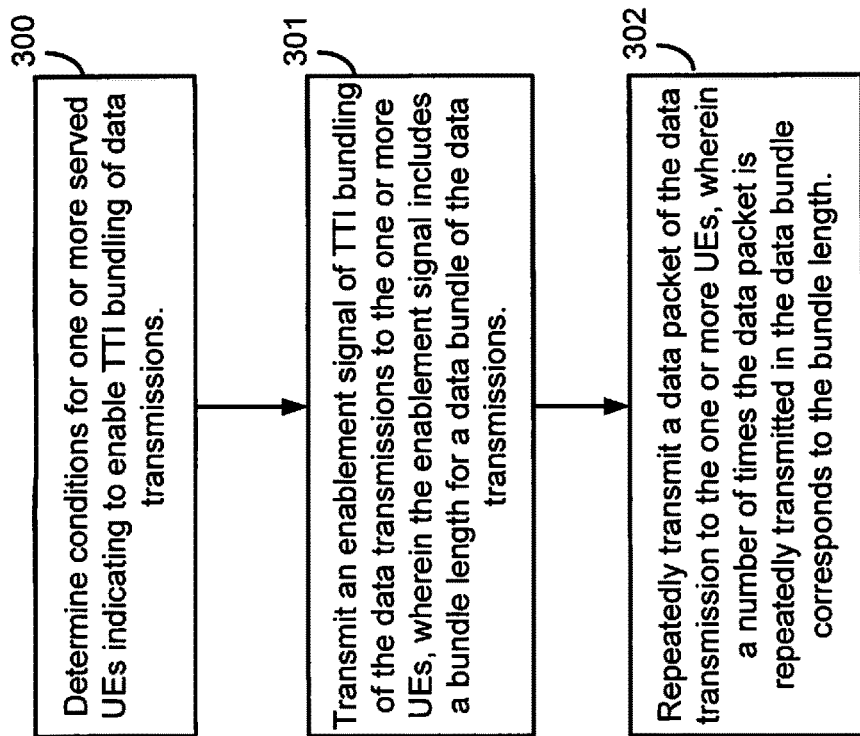 300
Determine conditions for one or more served
UEs indicating to enable TTI bundling of data
transmissions.
301
Transmit an enablement signal of TTI bundling
of the data transmissions to the one or more
UEs, wherein the enablement signal includes
a bundle length for a data bundle of the data
transmissions.
302
Repeatedly transmit a data packet of the data
transmission to the one or more UEs, wherein
a number of times the data packet is
repeatedly transmitted in the data bundle
corresponds to the bundle length.